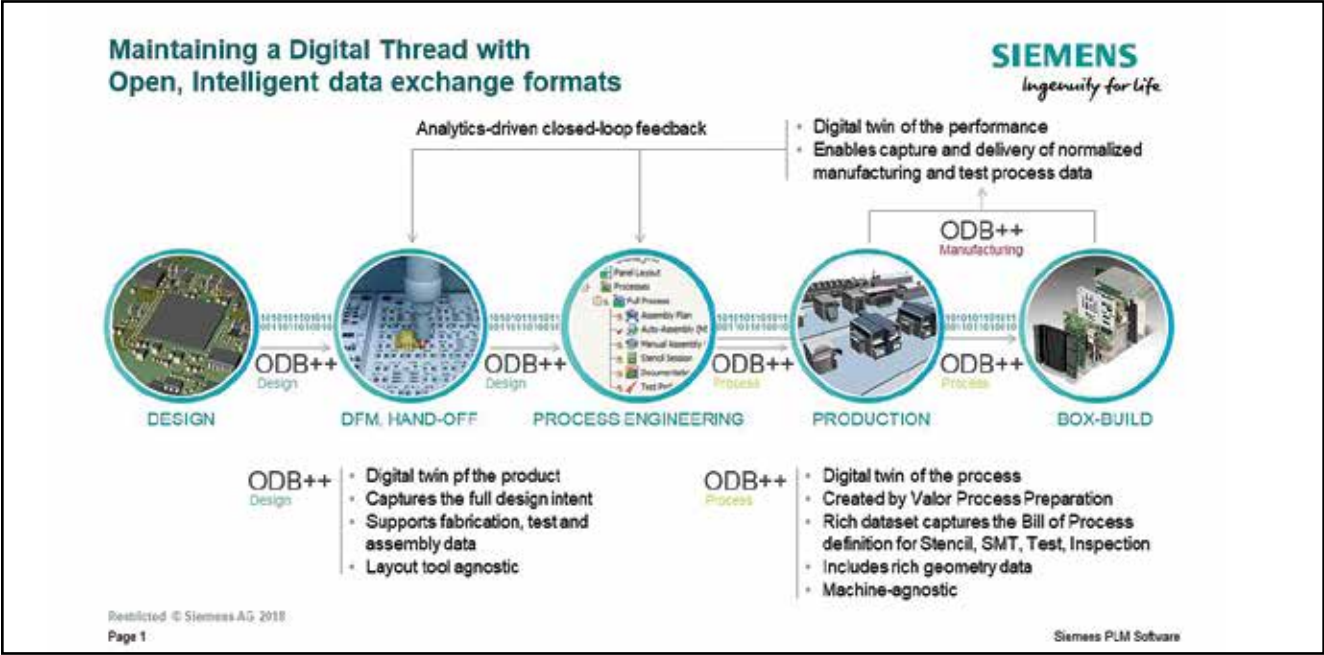 Maintaining a Digital Thread with
Open, Intelligent data exchange formats
SIEMENS
Ingenuity for life
Analytics-driven closed-loop feedback
• Digital twin of the performance
• Enables capture and delivery of normalized
manufacturing and test process data
ODB++
Manufacturing
Panel Layout
Processes
Full Process
Assembly Plan
Auto-Assembly
Manual Assembly
Stencil Session
ODB++
Design
ODB++
Design
ODB++
Process
ODB++
Process
DESIGN
DFM, HAND-OFF
PROCESS ENGINEERING
PRODUCTION
BOX-BUILD
ODB++
Design
• Digital twin pf the product
• Captures the full design intent
• Supports fabrication, test and
assembly data
• Layout tool agnostic
ODB++
Process
• Digital twin of the process
• Created by Valor Process Preparation
• Rich dataset captures the Bill of Process
definition for Stencil, SMT, Test, Inspection
• Includes rich geometry data
• Machine-agnostic
Restricted © Siemens AG 2018
Page 1
Siemens PLM Software